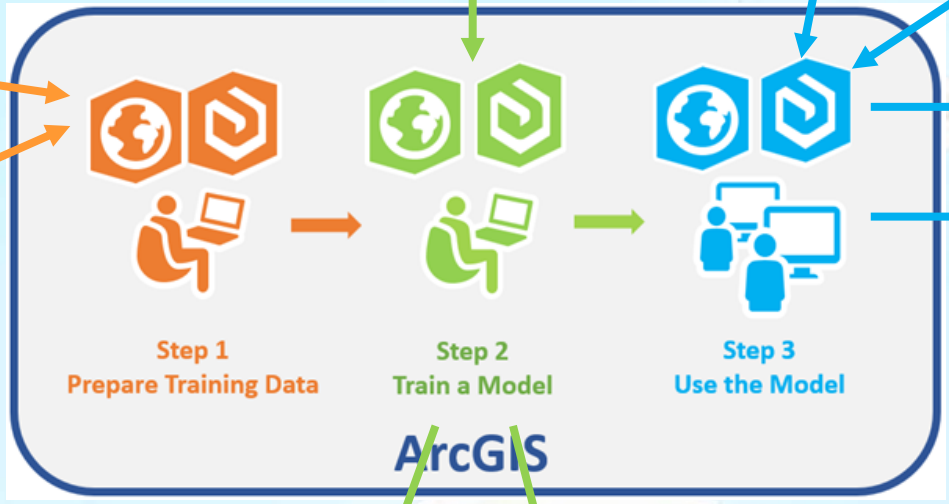 Step 1
Prepare Training Data
Step 2
Train a Model
Step 3
Use the Model
ArcGIS